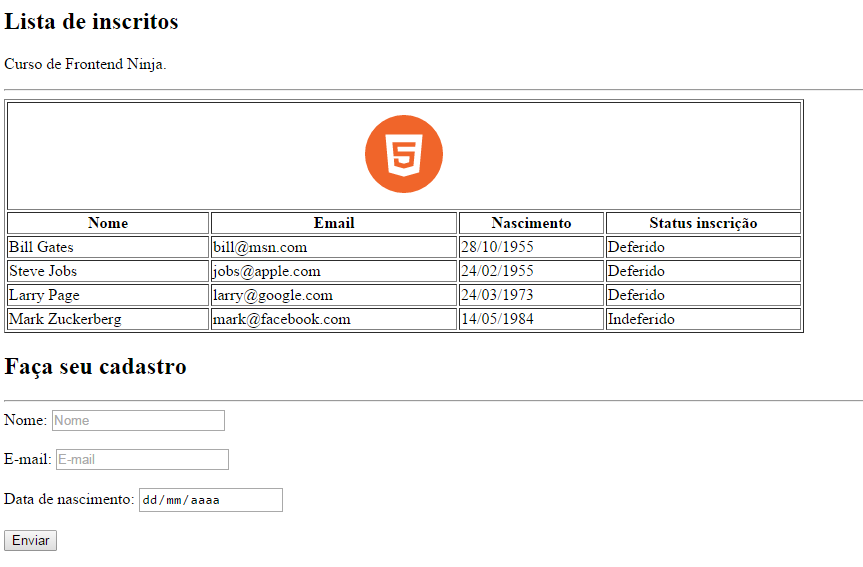 Lista de inscritos
Curso de Frontend Ninja.
5
Nome Email Nascimento Status inscrição
Bill Gates bill@msn.com 28/10/1955 Deferido
Steve Jobs jobs@apple.com 24/02/1955 Deferido
Larry Page larry@google.com 24/03/1973 Deferido
Mark Zuckerberg mark@facebook.com 14/05/1984 Indeferido
Faça seu cadastro
Nome: Nome
E-mail: E-mail
Data de nascimento: dd/mm/aaaa
Enviar